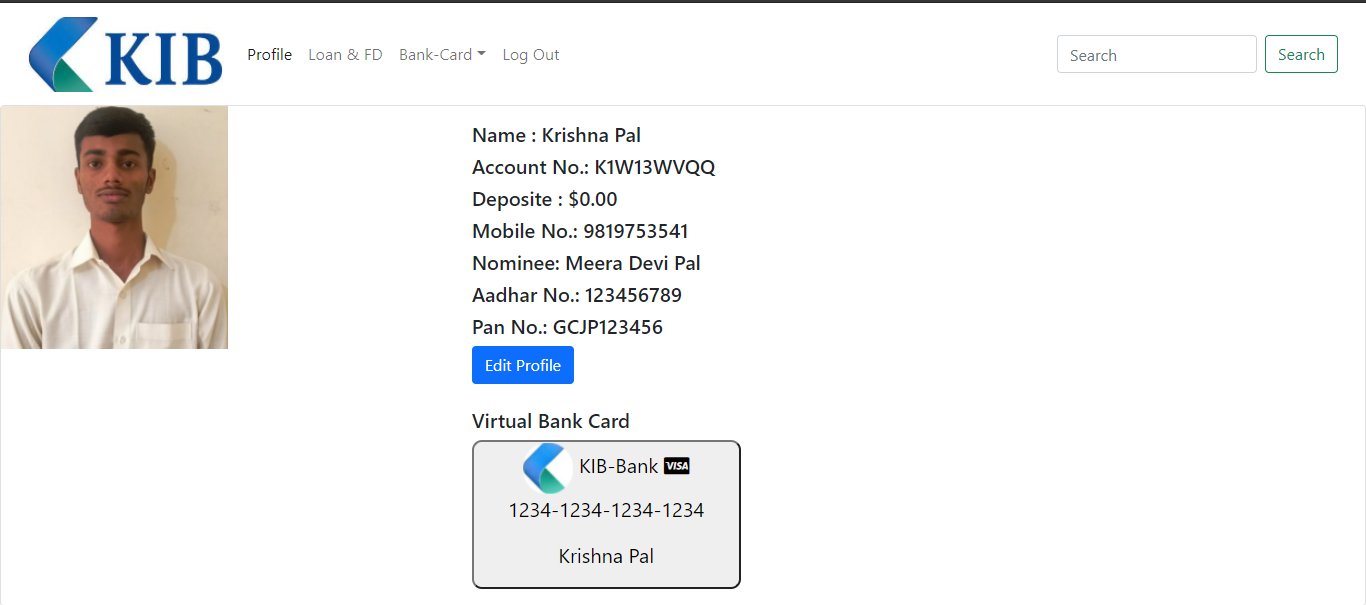 KIB
Profile Loan & FD Bank-Card Log Out Search Search
Name : Krishna Pal
Account No.: K1W13WVQQ
Deposite : $0.00
Mobile No.: 9819753541
Nominee: Meera Devi Pal
Aadhar No.: 123456789
Pan No.: GCJP123456
Edit Profile
Virtual Bank Card
KIB-Bank VISA
1234-1234-1234-1234
Krishna Pal